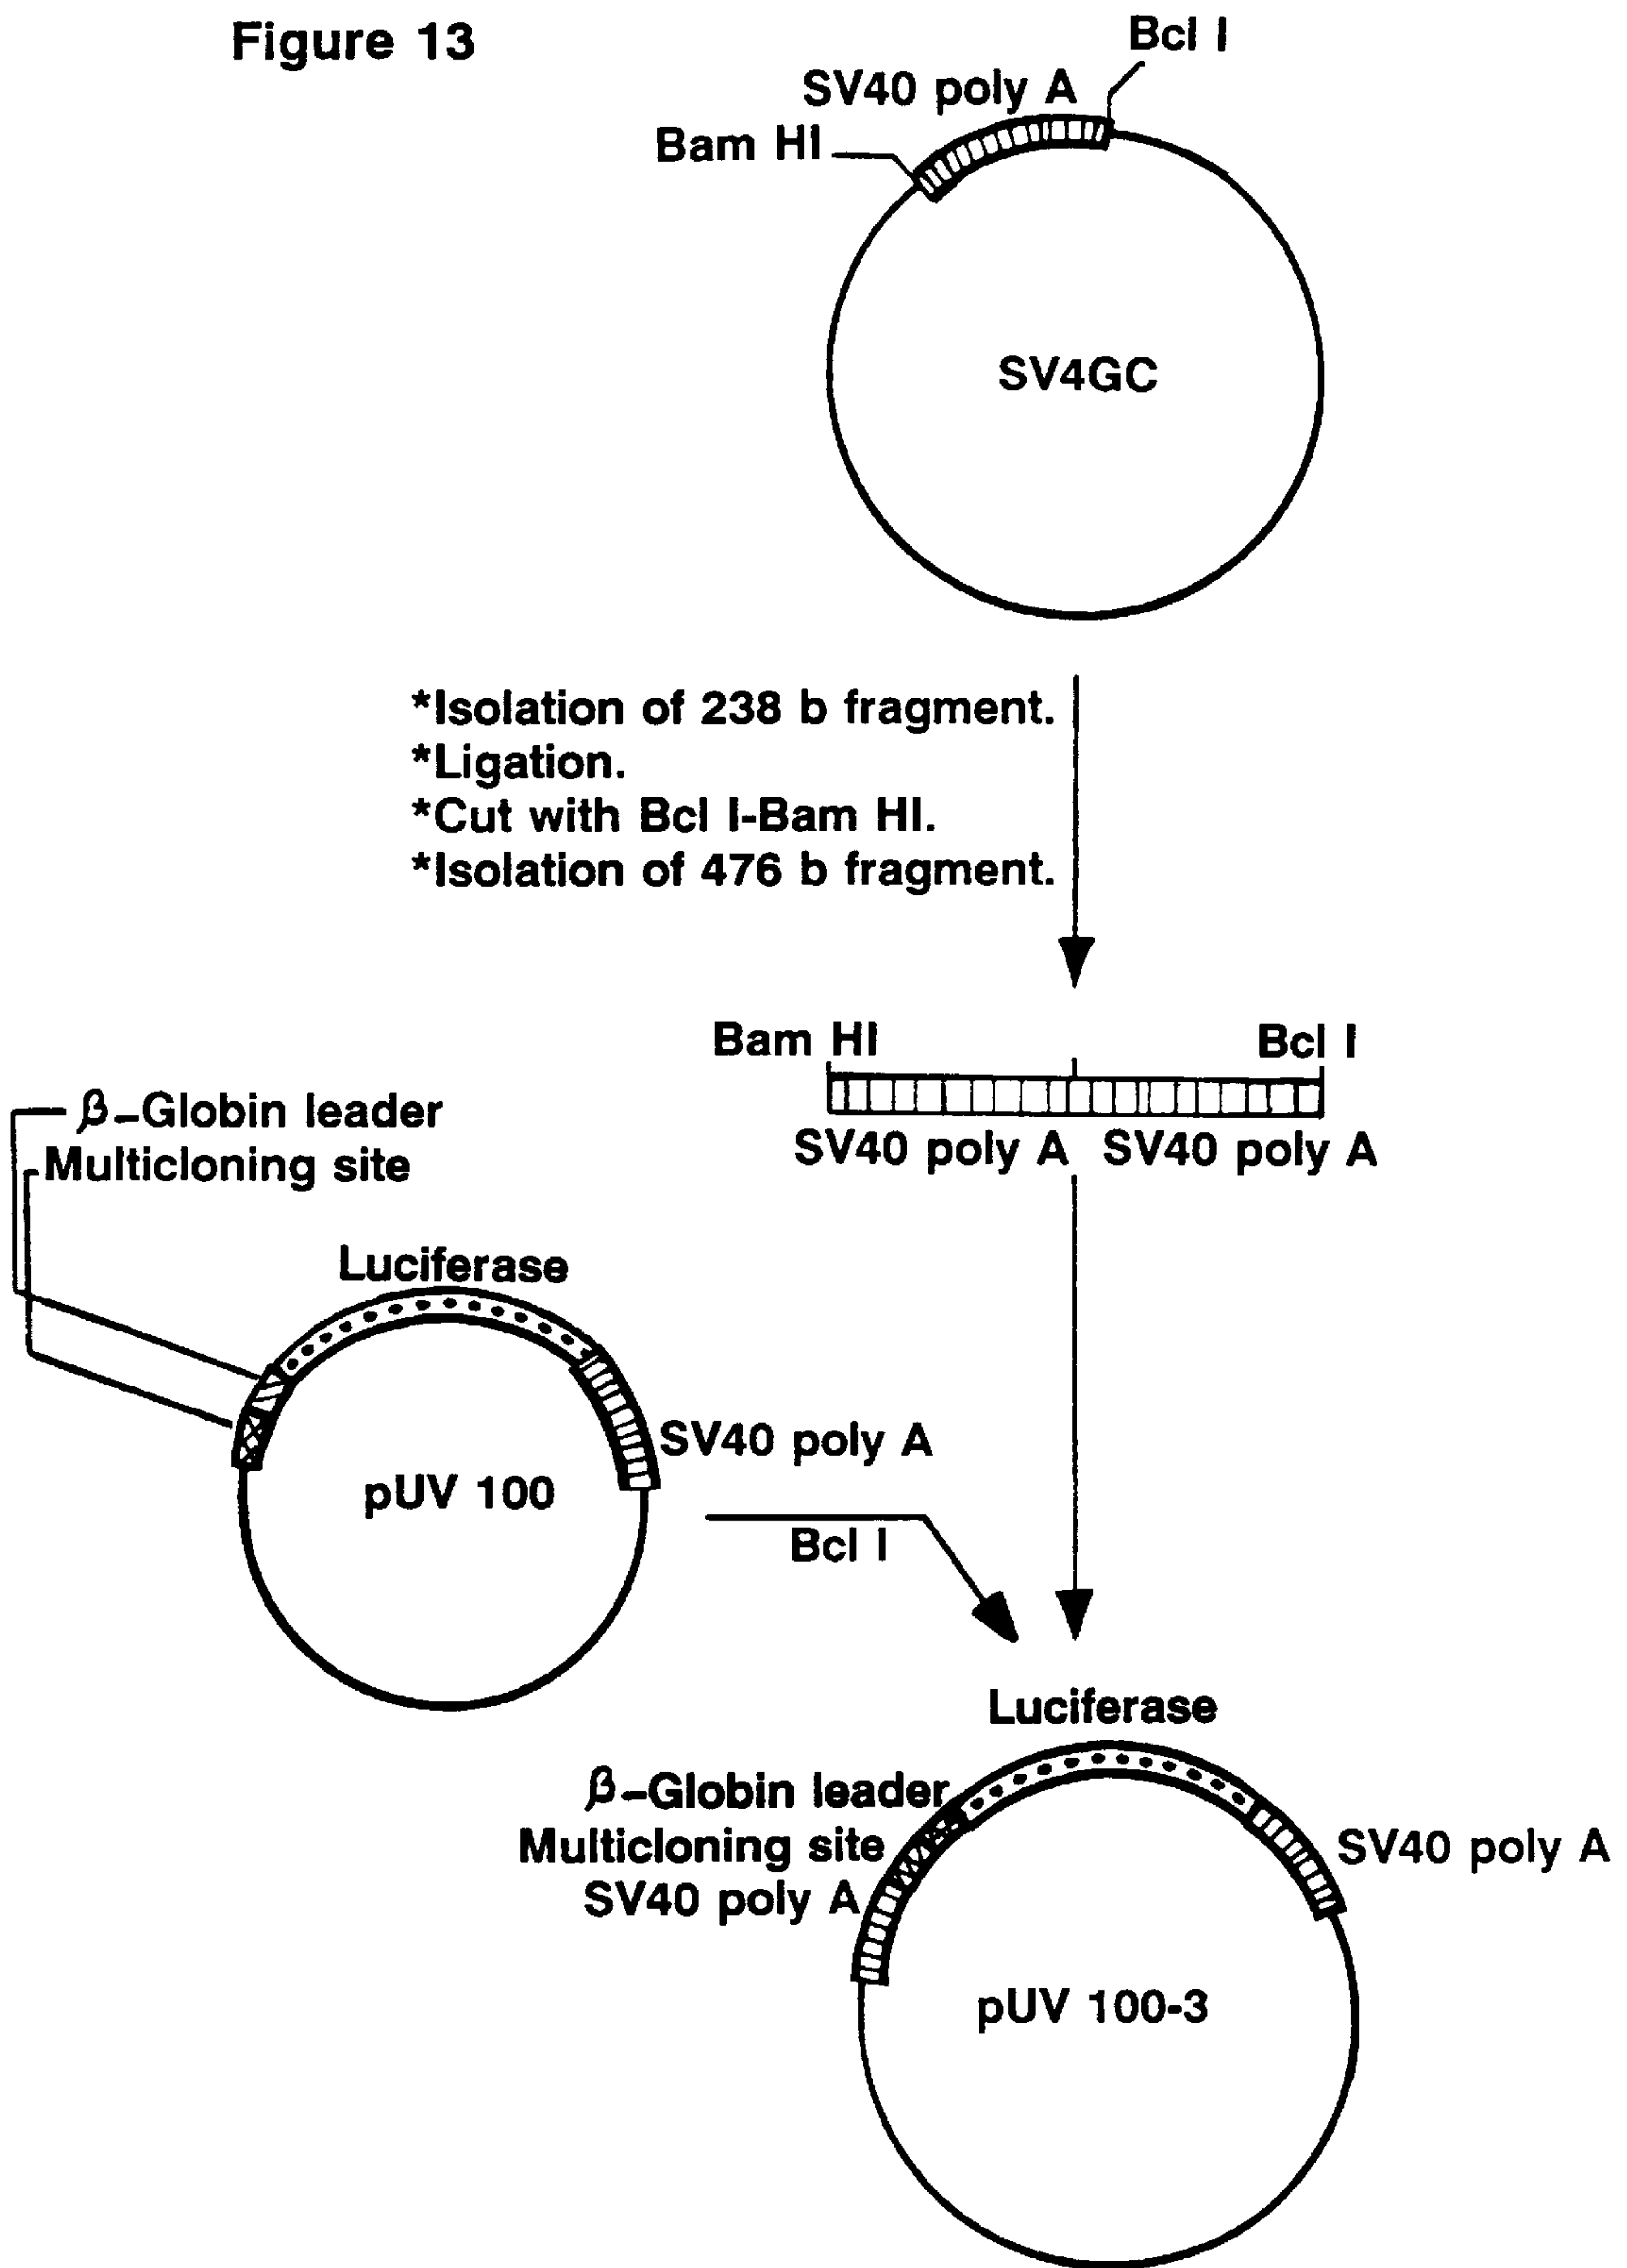 Figure 13
Bcl I
SV40 poly A
Bam HI
SV4GC
*Isolation of 238 b fragment.
*Ligation.
*Cut with Bcl I-Bam HI.
*Isolation of 476 b fragment.
Bam HI
Bcl I
SV40 poly A
SV40 poly A
β-Globin leader
Multicloning site
Luciferase
SV40 poly A
pUV 100
Bcl I
Luciferase
β-Globin leader
Multicloning site
SV40 poly A
SV40 poly A
pUV 100-3